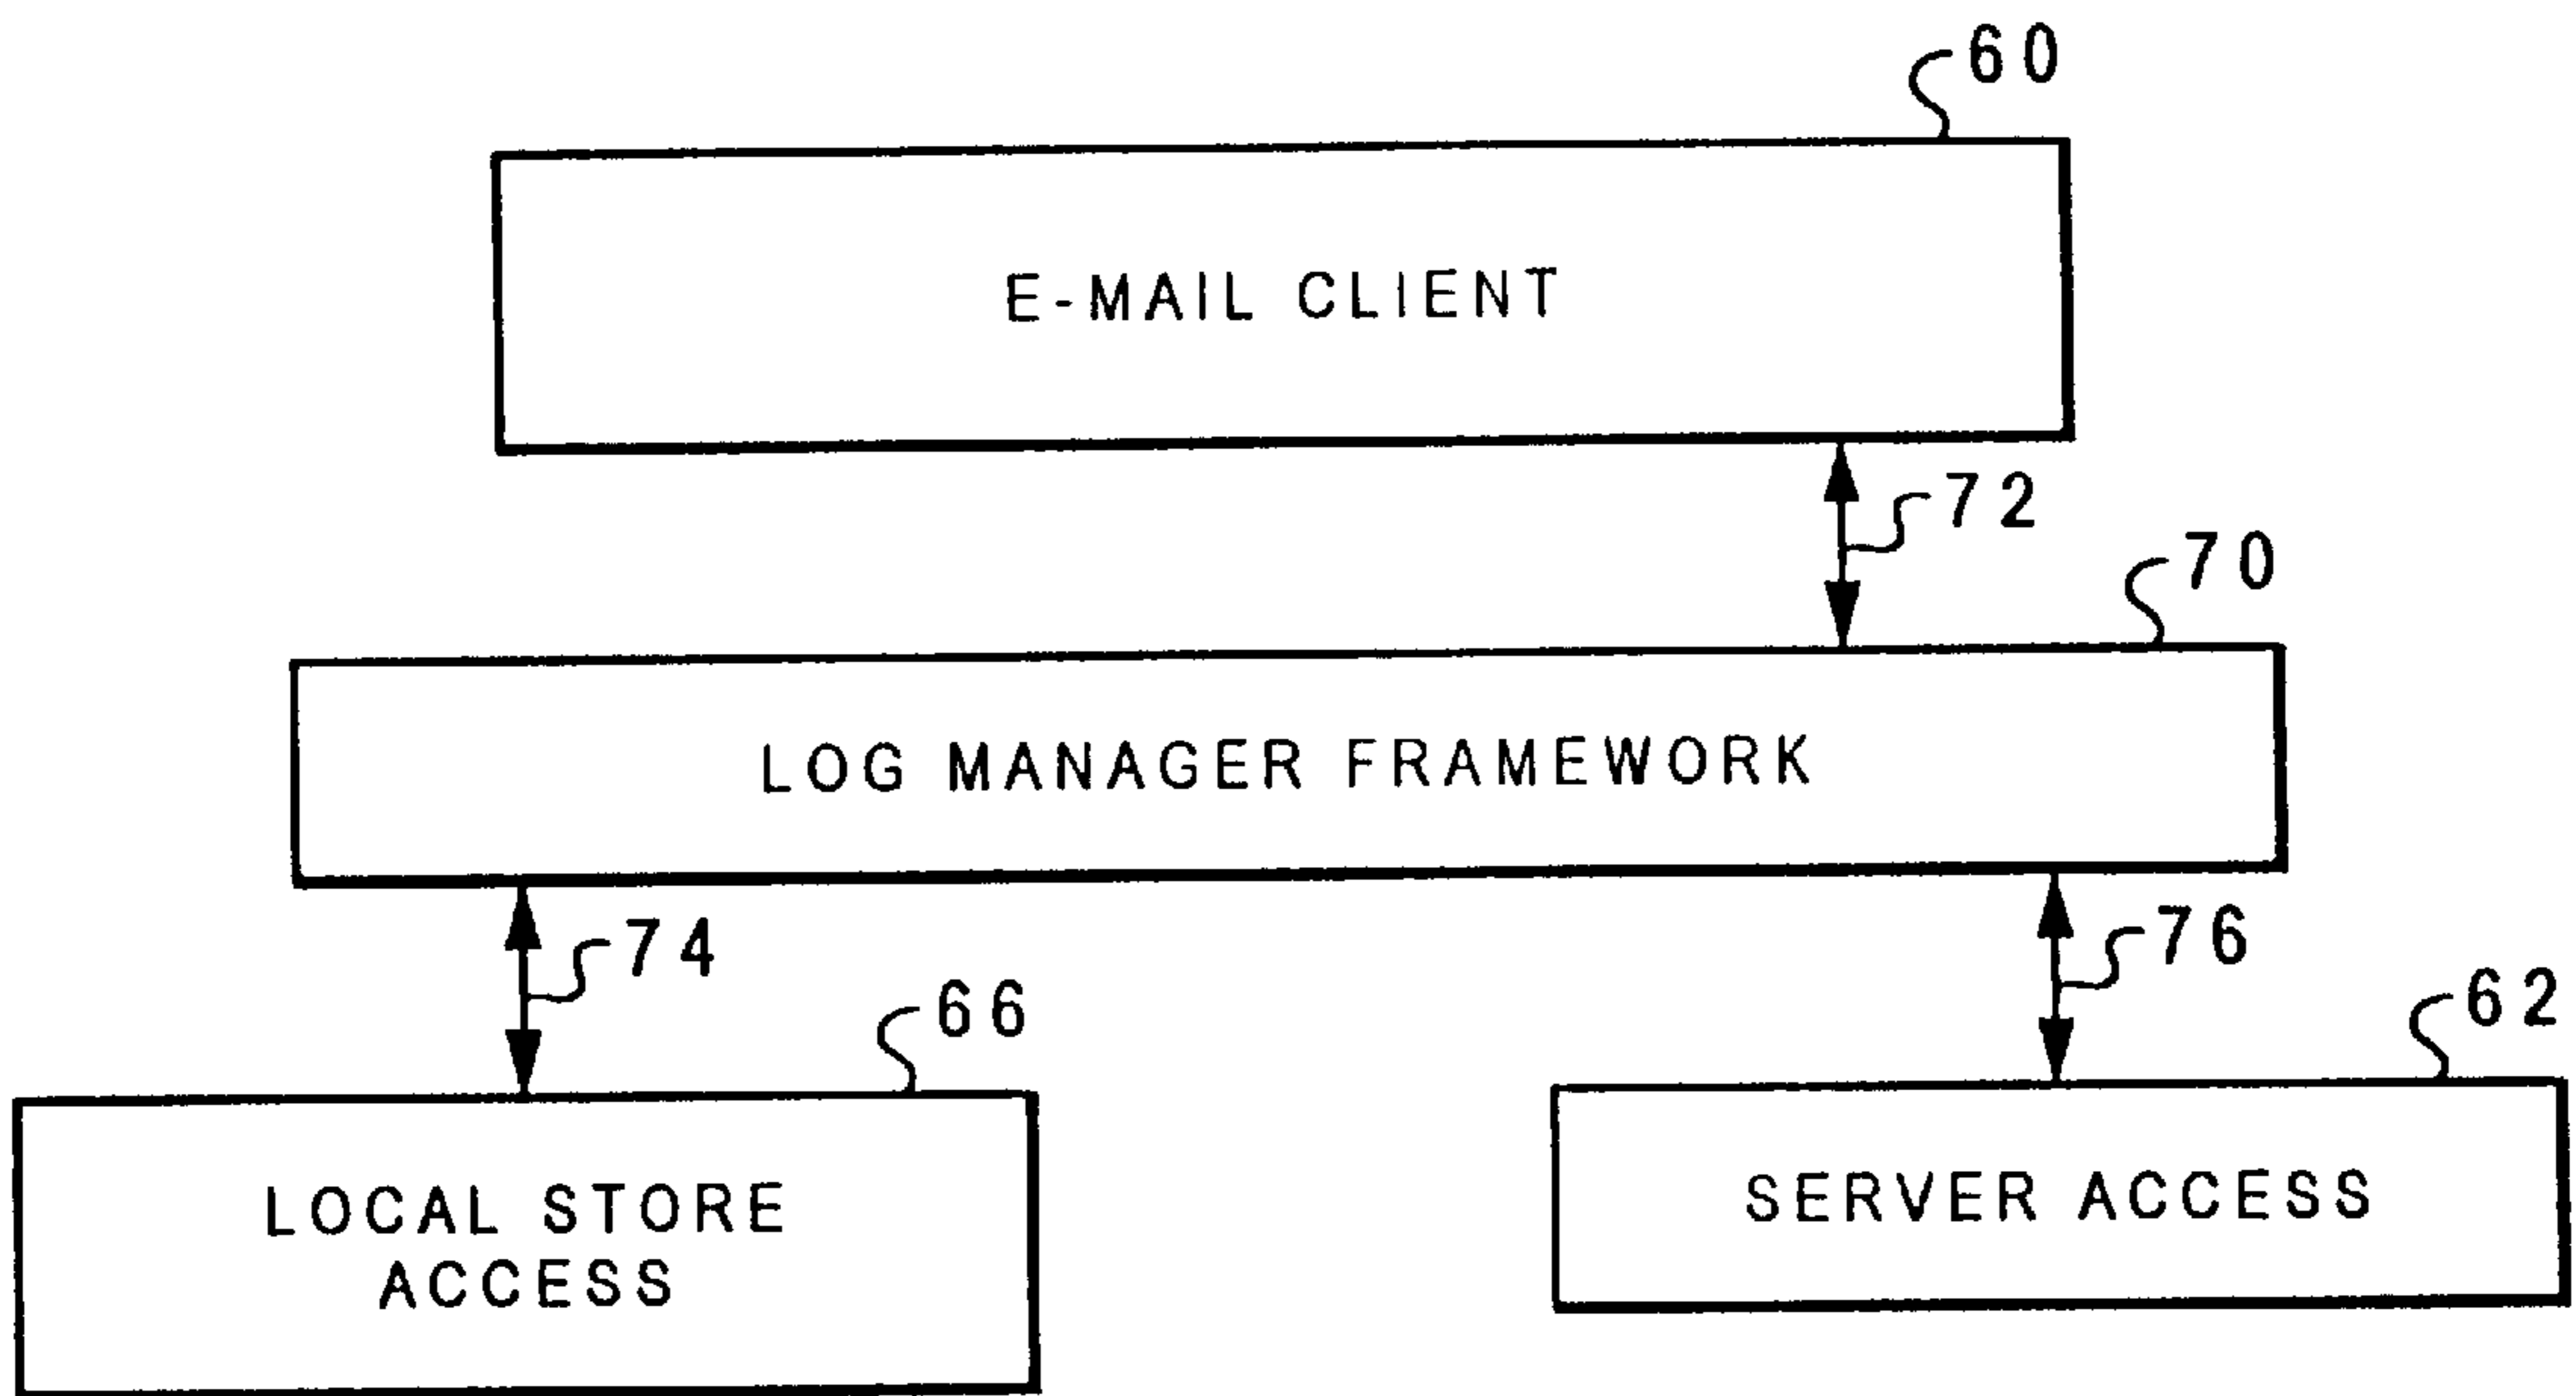 60
E-MAIL CLIENT
72
70
LOG MANAGER FRAMEWORK
74
76
66
62
LOCAL STORE
ACCESS
SERVER ACCESS